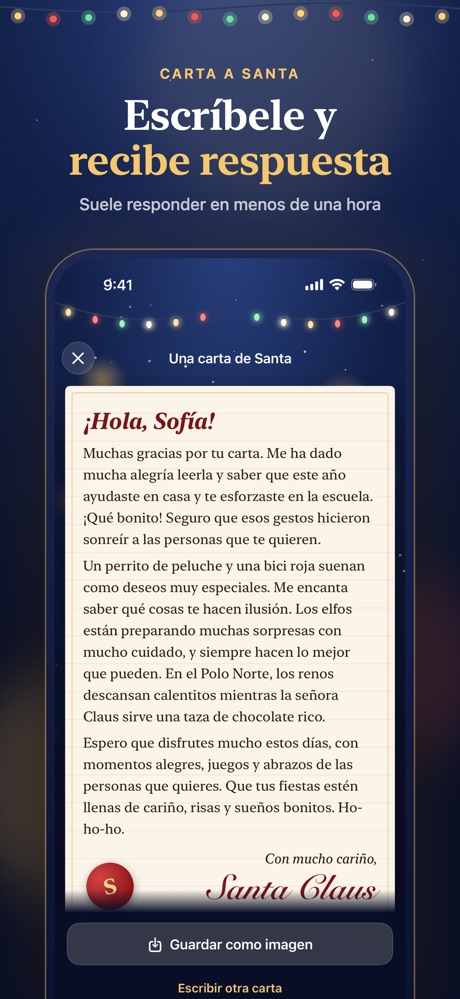 CARTA A SANTA
Escríbele y
recibe respuesta
Suele responder en menos de una hora
9:41
Una carta de Santa
¡Hola, Sofía!
Muchas gracias por tu carta. Me ha dado
mucha alegría leerla y saber que este año
ayudaste en casa y te esforzaste en la escuela.
¡Qué bonito! Seguro que esos gestos hicieron
sonreír a las personas que te quieren.
Un perrito de peluche y una bici roja suenan
como deseos muy especiales. Me encanta
saber qué cosas te hacen ilusión. Los elfos
están preparando muchas sorpresas con
mucho cuidado, y siempre hacen lo mejor
que pueden. En el Polo Norte, los renos
descansan calentitos mientras la señora
Claus sirve una taza de chocolate rico.
Espero que disfrutes mucho estos días, con
momentos alegres, juegos y abrazos de las
personas que quieres. Que tus fiestas estén
llenas de cariño, risas y sueños bonitos. Ho-
ho-ho.
Con mucho cariño,
S
Santa Claus
Guardar como imagen
Escribir otra carta